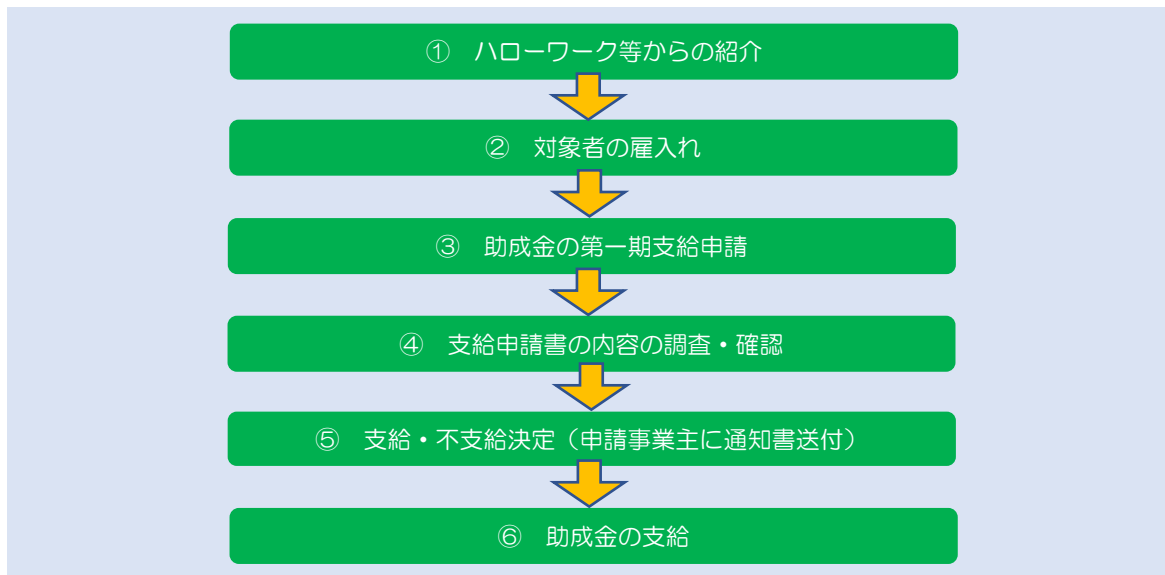 ① ハローワーク等からの紹介
② 対象者の雇入れ
③ 助成金の第一期支給申請
④ 支給申請書の内容の調査・確認
⑤ 支給・不支給決定（申請事業主に通知書送付）
⑥ 助成金の支給